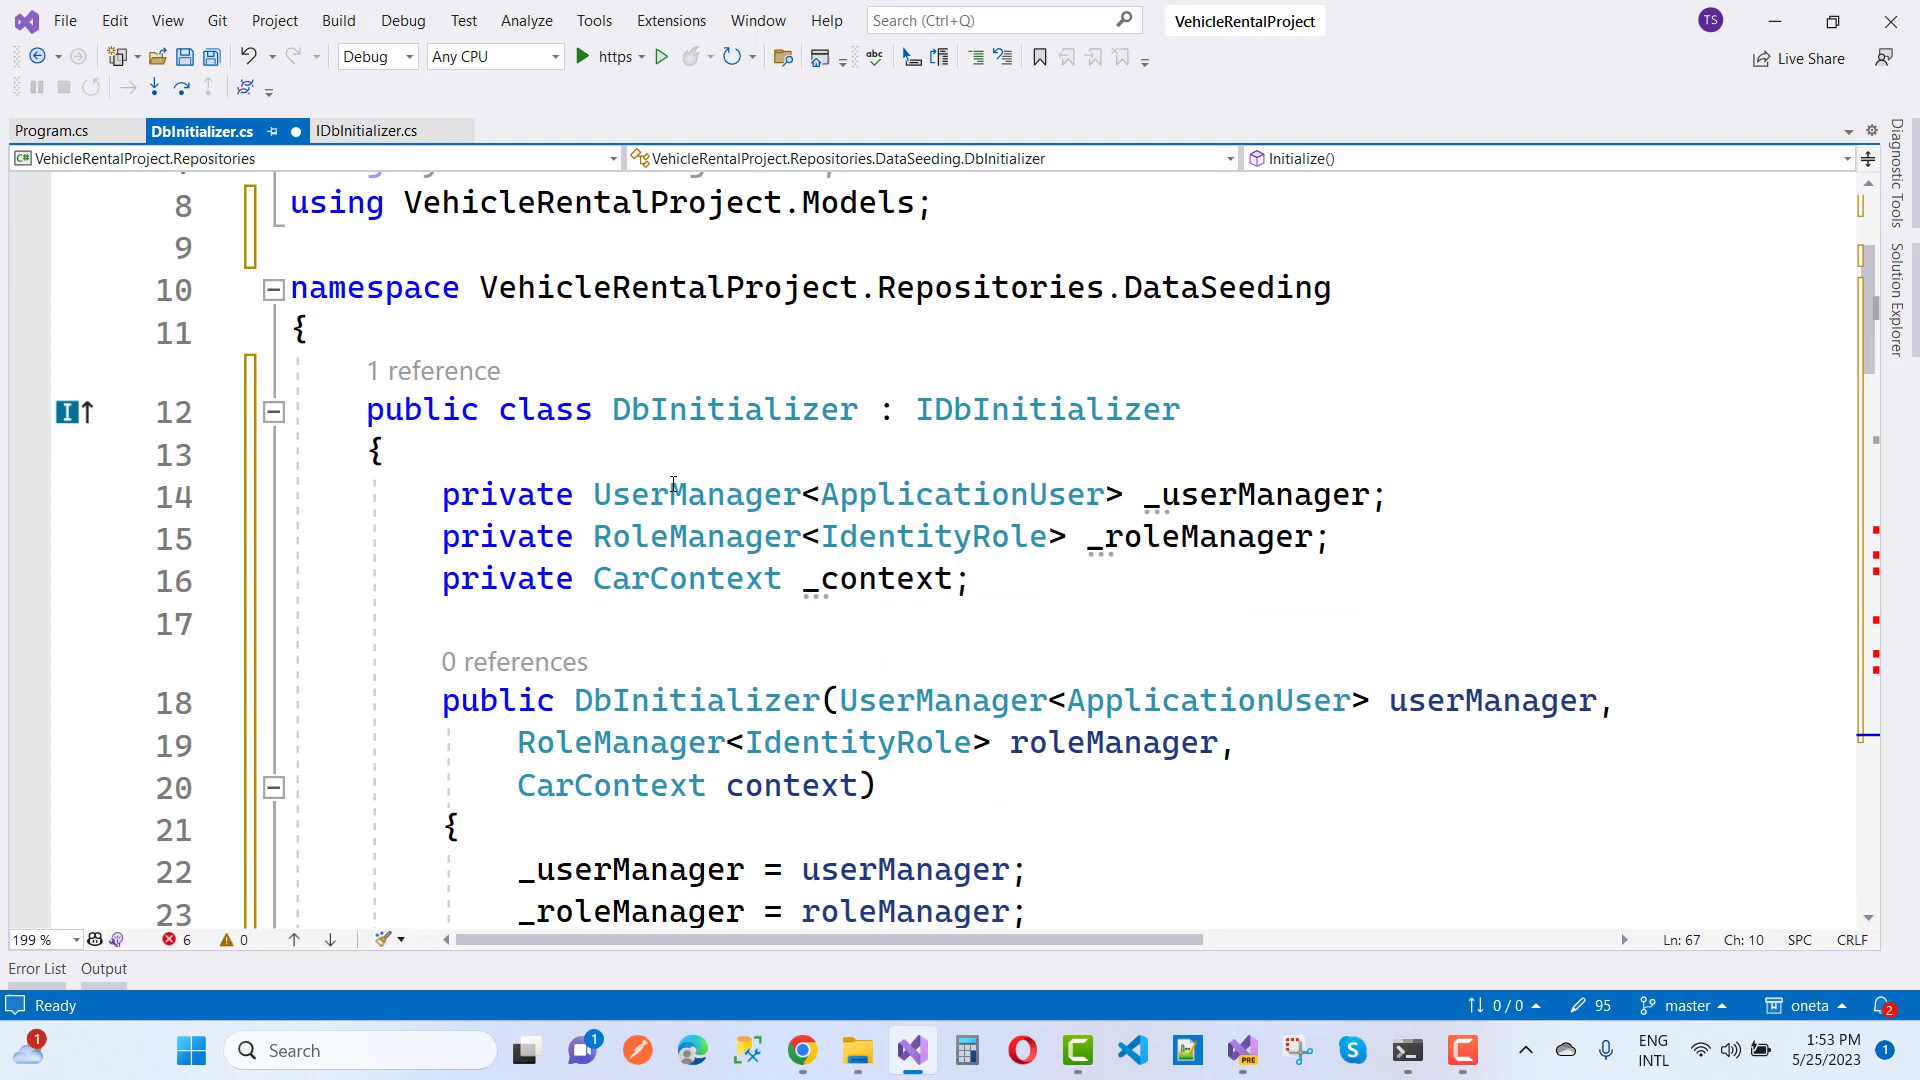 File Edit View Git Project Build Debug Test Analyze Tools Extensions Window Help Search (Ctrl+Q) VehicleRentalProject TS
Debug Any CPU https Live Share
Program.cs DbInitializer.cs IDbInitializer.cs
VehicleRentalProject.Repositories VehicleRentalProject.Repositories.DataSeeding.DbInitializer Initialize()
8 using VehicleRentalProject.Models;
9
10 namespace VehicleRentalProject.Repositories.DataSeeding
11 {
1 reference
12 public class DbInitializer : IDbInitializer
13 {
14 private UserManager<ApplicationUser> _userManager;
15 private RoleManager<IdentityRole> _roleManager;
16 private CarContext _context;
17
0 references
18 public DbInitializer(UserManager<ApplicationUser> userManager,
19 RoleManager<IdentityRole> roleManager,
20 CarContext context)
21 {
22 _userManager = userManager;
23 _roleManager = roleManager;
Diagnostic Tools
Solution Explorer
199 % 6 0 Ln: 67 Ch: 10 SPC CRLF
Error List Output
Ready 0 / 0 95 master oneta 2
1 Search 1 PRE ENG INTL 1:53 PM 5/25/2023 1